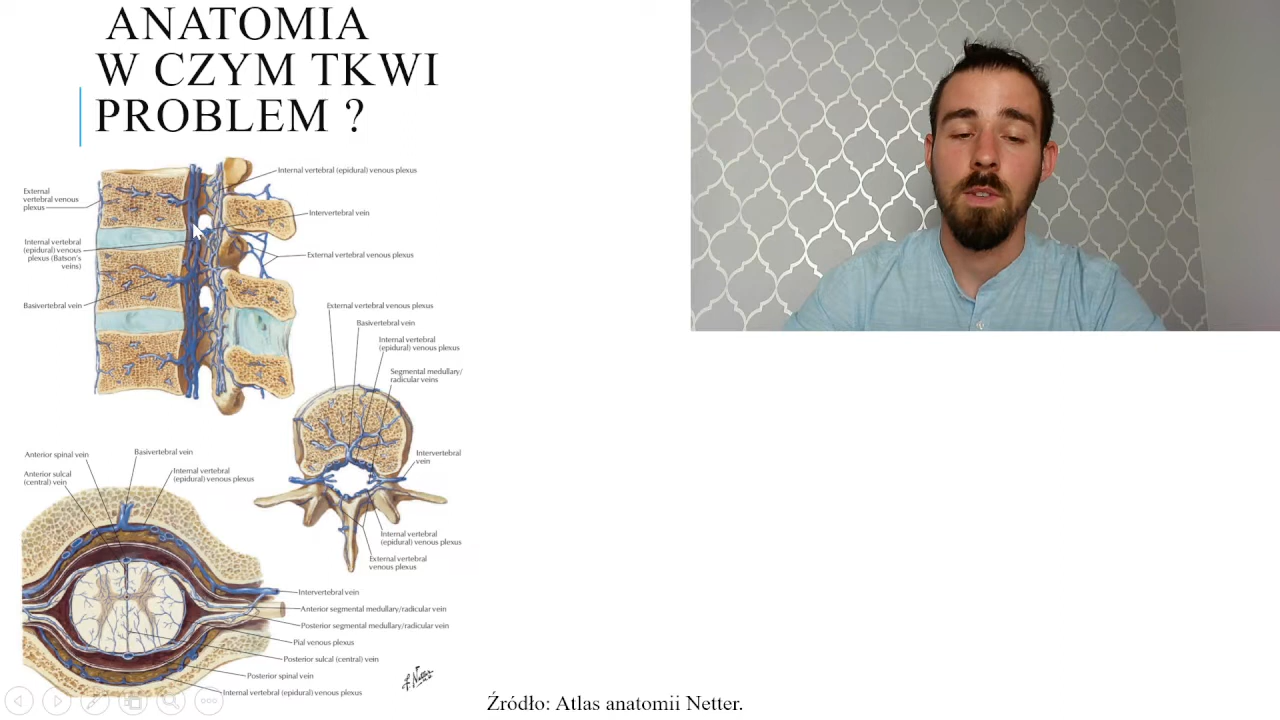 ANATOMIA
W CZYM TKWI
PROBLEM ?
Internal vertebral (epidural) venous plexus
External
vertebral venous
plexus
Intervertebral vein
Internal vertebral
(epidural) venous
plexus (Batson's
veins)
External vertebral venous plexus
Basivertebral vein
External vertebral venous plexus
Basivertebral vein
Internal vertebral
(epidural) venous plexus
Segmental medullary/
radicular veins
Intervertebral
vein
Internal vertebral
(epidural) venous plexus
External vertebral
venous plexus
Anterior spinal vein
Basivertebral vein
Anterior sulcal
(central) vein
Internal vertebral
(epidural) venous plexus
Intervertebral vein
Anterior segmental medullary/radicular vein
Posterior segmental medullary/radicular vein
Pial venous plexus
Posterior sulcal (central) vein
Posterior spinal vein
Internal vertebral (epidural) venous plexus
Źródło: Atlas anatomii Netter.